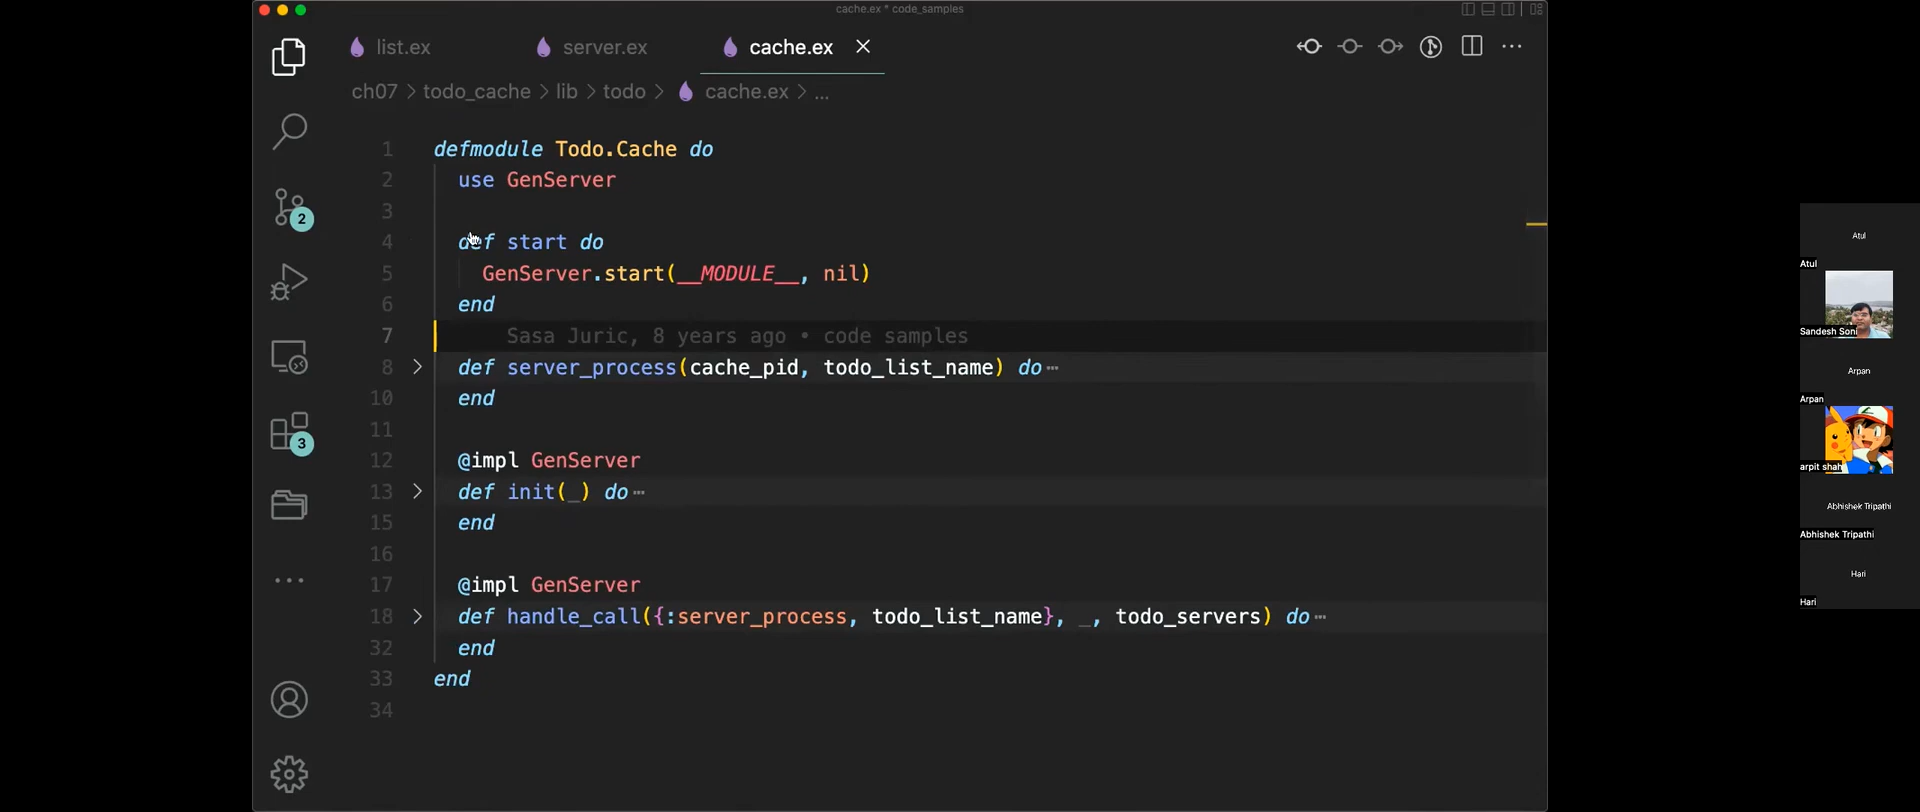 cache.ex * code_samples
list.ex server.ex cache.ex
ch07 > todo_cache > lib > todo > cache.ex > ...
1 defmodule Todo.Cache do
2 use GenServer
3
4 def start do
5 GenServer.start(__MODULE__, nil)
6 end
7 Sasa Juric, 8 years ago • code samples
8 def server_process(cache_pid, todo_list_name) do ...
10 end
11
12 @impl GenServer
13 def init(_) do ...
15 end
16
17 @impl GenServer
18 def handle_call({:server_process, todo_list_name}, _, todo_servers) do ...
32 end
33 end
34
2
3
Atul
Atul
Sandesh Soni
Arpan
Arpan
arpit shah
Abhishek Tripathi
Abhishek Tripathi
Hari
Hari